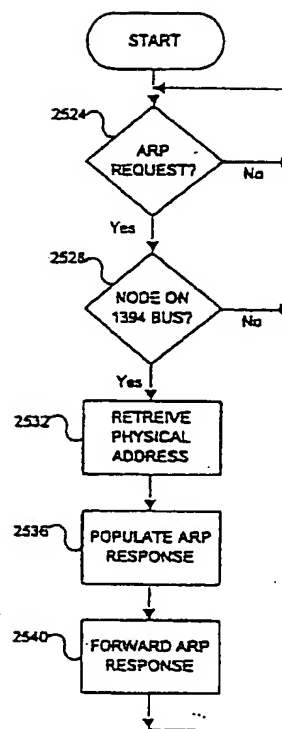 START
2524
ARP
REQUEST?
No
Yes
2528
NODE ON
1394 BUS?
No
Yes
2532
RETREIVE
PHYSICAL
ADDRESS
2536
POPULATE ARP
RESPONSE
2540
FORWARD ARP
RESPONSE